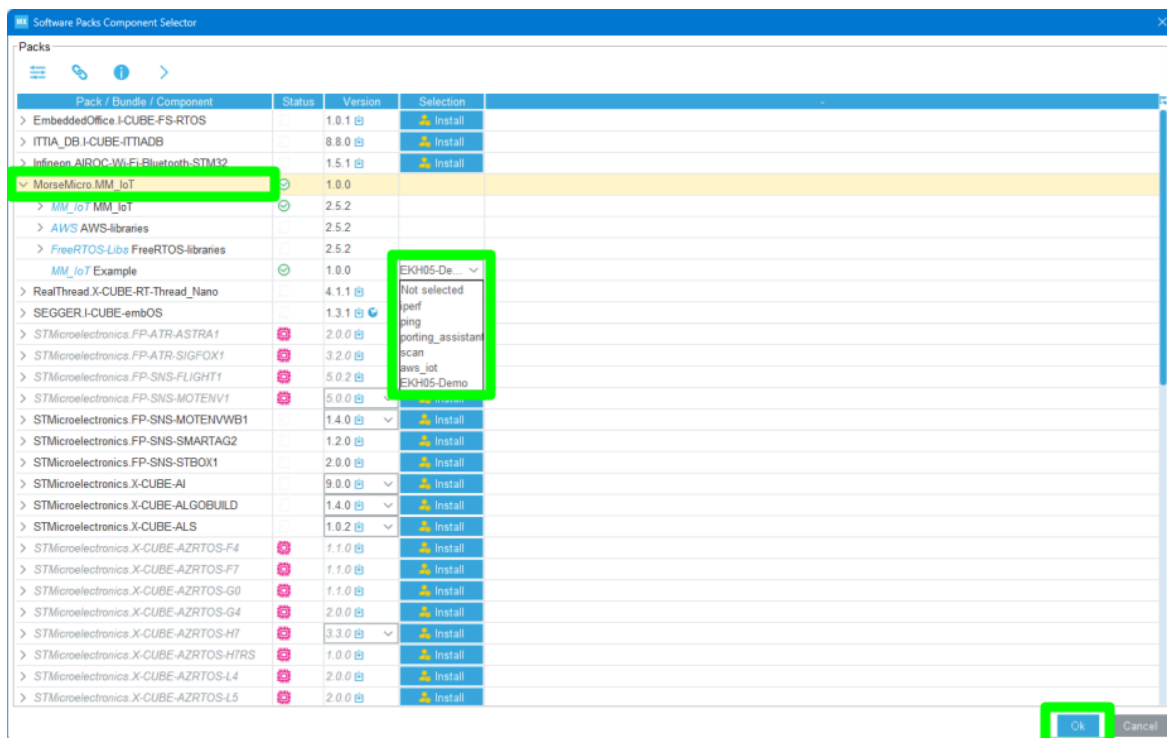 MX Software Packs Component Selector
Packs
Pack / Bundle / Component Status Version Selection -
> EmbeddedOffice.I-CUBE-FS-RTOS 1.0.1 Install
> ITTIA_DB.I-CUBE-ITTIADB 8.8.0 Install
> Infineon.AIROC-Wi-Fi-Bluetooth-STM32 1.5.1 Install
MorseMicro.MM_IoT 1.0.0
> MM_IoT MM_IoT 2.5.2
> AWS AWS-libraries 2.5.2
> FreeRTOS-Libs FreeRTOS-libraries 2.5.2
MM_IoT Example 1.0.0 EKH05-De...
Not selected
iperf
ping
porting_assistant
scan
aws_iot
EKH05-Demo
> RealThread.X-CUBE-RT-Thread_Nano 4.1.1
> SEGGER.I-CUBE-embOS 1.3.1
> STMicroelectronics.FP-ATR-ASTRA1 2.0.0
> STMicroelectronics.FP-ATR-SIGFOX1 3.2.0
> STMicroelectronics.FP-SNS-FLIGHT1 5.0.2
> STMicroelectronics.FP-SNS-MOTENV1 5.0.0 Install
> STMicroelectronics.FP-SNS-MOTENVWB1 1.4.0 Install
> STMicroelectronics.FP-SNS-SMARTAG2 1.2.0 Install
> STMicroelectronics.FP-SNS-STBOX1 2.0.0 Install
> STMicroelectronics.X-CUBE-AI 9.0.0 Install
> STMicroelectronics.X-CUBE-ALGOBUILD 1.4.0 Install
> STMicroelectronics.X-CUBE-ALS 1.0.2 Install
> STMicroelectronics.X-CUBE-AZRTOS-F4 1.1.0 Install
> STMicroelectronics.X-CUBE-AZRTOS-F7 1.1.0 Install
> STMicroelectronics.X-CUBE-AZRTOS-G0 1.1.0 Install
> STMicroelectronics.X-CUBE-AZRTOS-G4 2.0.0 Install
> STMicroelectronics.X-CUBE-AZRTOS-H7 3.3.0 Install
> STMicroelectronics.X-CUBE-AZRTOS-H7RS 1.0.0 Install
> STMicroelectronics.X-CUBE-AZRTOS-L4 2.0.0 Install
> STMicroelectronics.X-CUBE-AZRTOS-L5 2.0.0 Install
Ok Cancel